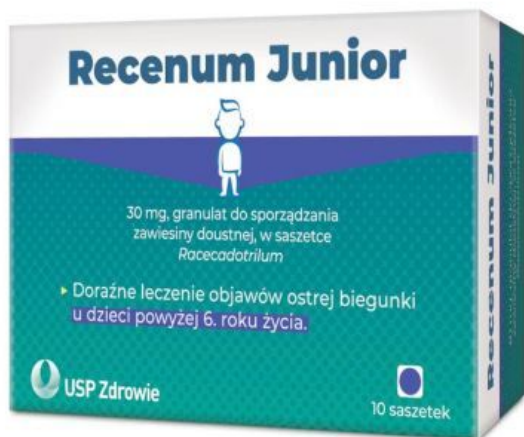 Recenum Junior
30 mg, granulat do sporządzania
zawiesiny doustnej, w saszetce
Racecadotrilum
▸ Doraźne leczenie objawów ostrej biegunki
u dzieci powyżej 6. roku życia.
USP Zdrowie
10 saszetek
Recenum Junior